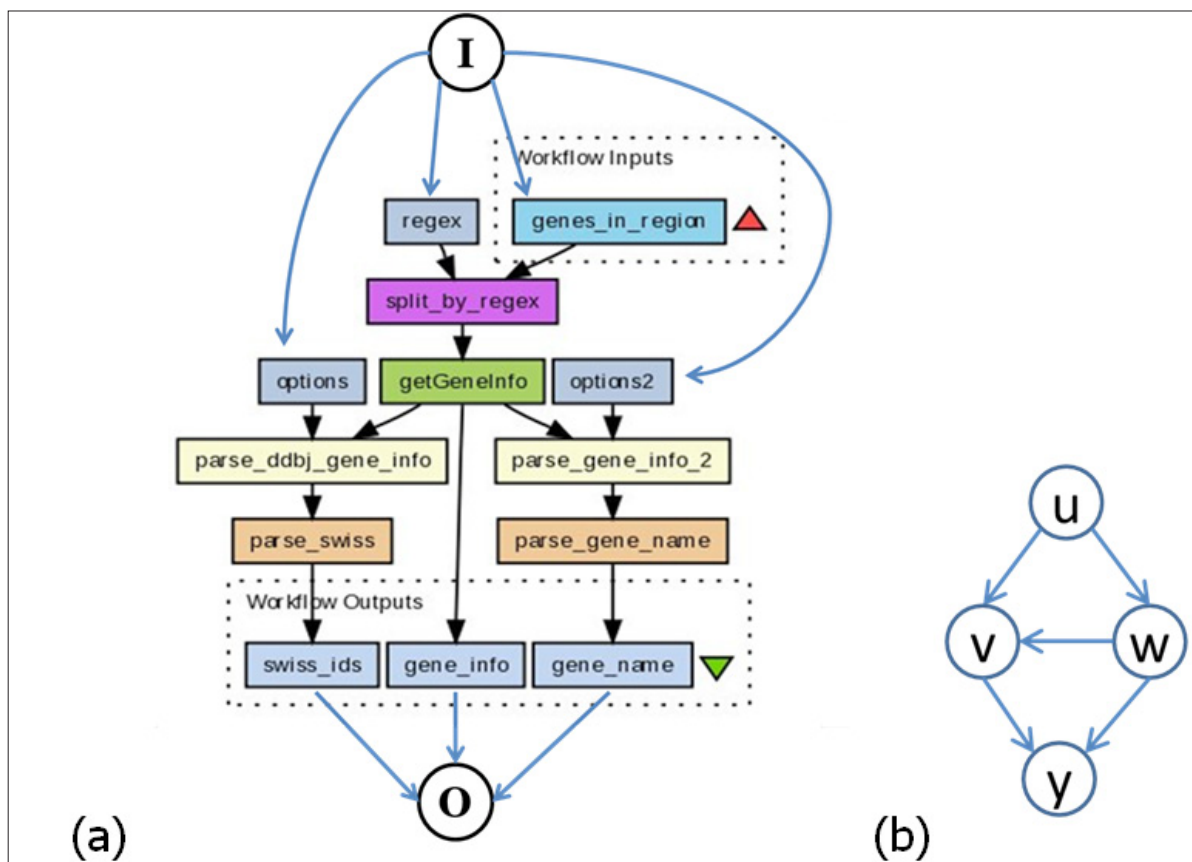 I
Workflow Inputs
regex
genes_in_region
split_by_regex
options
getGeneInfo
options2
parse_ddbj_gene_info
parse_gene_info_2
parse_swiss
parse_gene_name
Workflow Outputs
swiss_ids
gene_info
gene_name
O
(a)
u
v
w
y
(b)